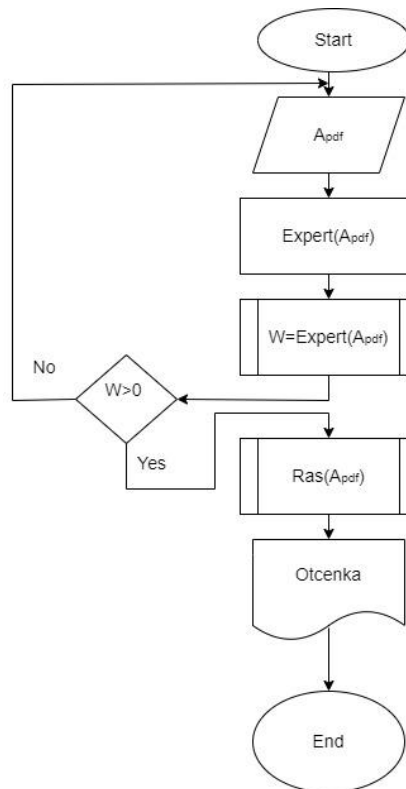 Start
Apdf
Expert(Apdf)
W=Expert(Apdf)
No
W>0
Yes
Ras(Apdf)
Otcenka
End